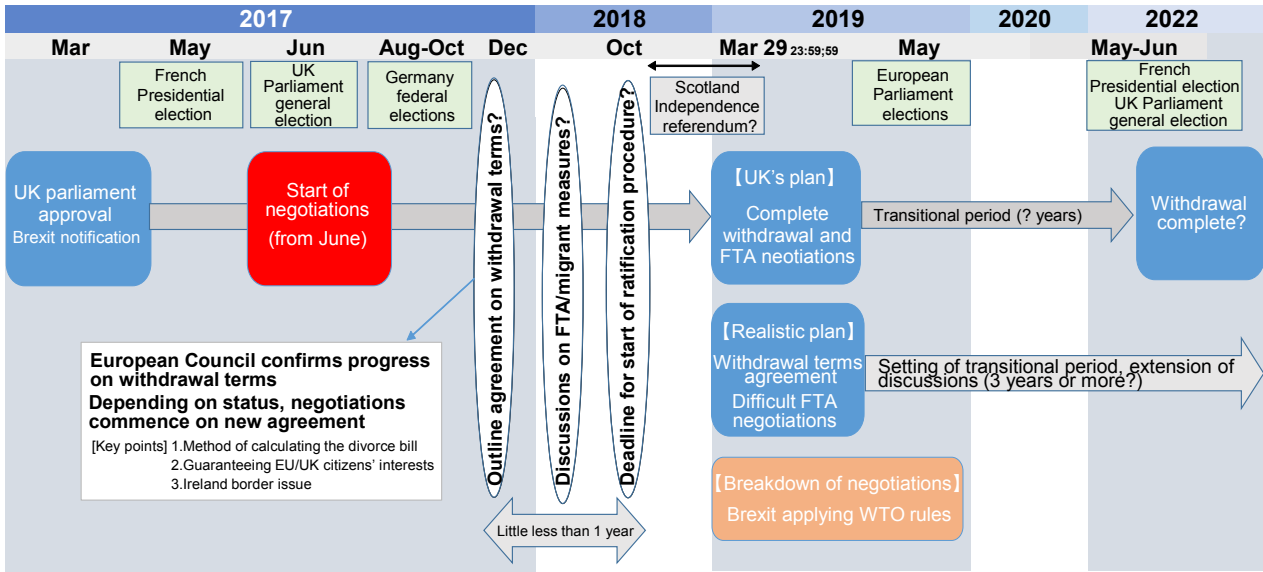 2017
2018
2019
2020
2022
Mar
May
Jun
Aug-Oct
Dec
Oct
Mar 29 23:59;59
May
May-Jun
French
Presidential
election
UK
Parliament
general
election
Germany
federal
elections
Scotland
Independence
referendum?
European
Parliament
elections
French
Presidential election
UK Parliament
general election
UK parliament
approval
Brexit notification
Start of
negotiations
(from June)
Outline agreement on withdrawal terms?
Discussions on FTA/migrant measures?
Deadline for start of ratification procedure?
【UK's plan】
Complete
withdrawal and
FTA neotiations
Transitional period (? years)
Withdrawal
complete?
European Council confirms progress
on withdrawal terms
Depending on status, negotiations
commence on new agreement
[Key points] 1.Method of calculating the divorce bill
2.Guaranteeing EU/UK citizens' interests
3.Ireland border issue
【Realistic plan】
Withdrawal terms
agreement
Difficult FTA
negotiations
Setting of transitional period, extension of
discussions (3 years or more?)
【Breakdown of negotiations】
Brexit applying WTO rules
Little less than 1 year